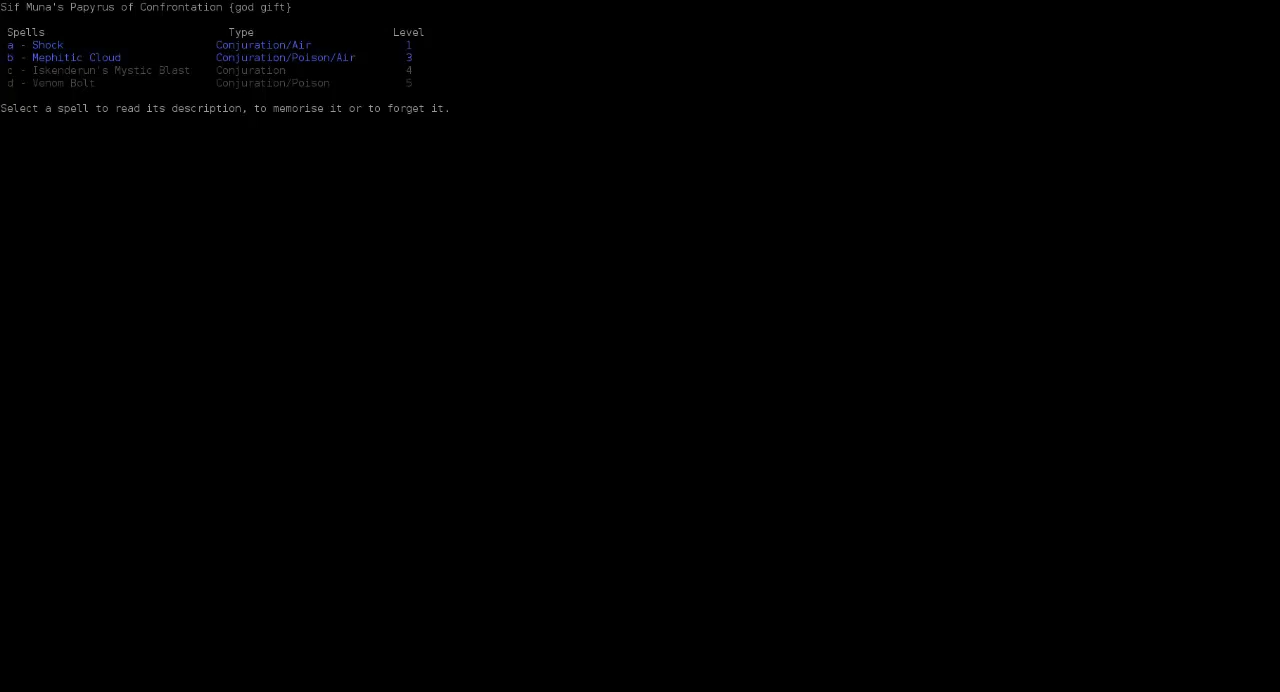 Sif Muna's Papyrus of Confrontation {god gift}
Spells Type Level
a - Shock Conjuration/Air 1
b - Mephitic Cloud Conjuration/Poison/Air 3
c - Iskenderun's Mystic Blast Conjuration 4
d - Venom Bolt Conjuration/Poison 5
Select a spell to read its description, to memorise it or to forget it.